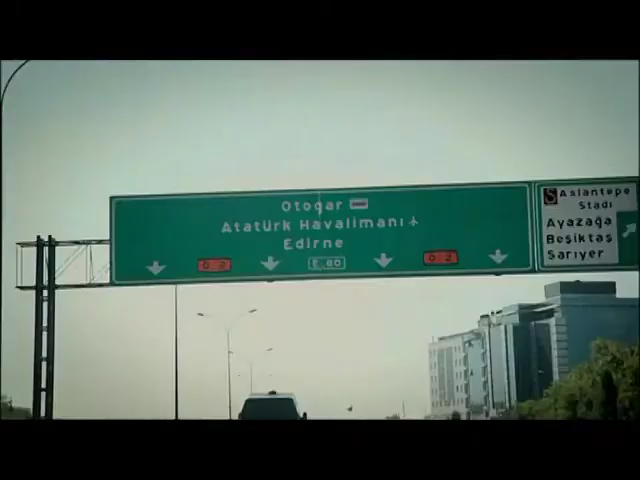 Otogar
Atatürk Havalimanı
Edirne
O-2
E-80
O-2
S Aslantepe
Stadı
Ayazağa
Beşiktaş
Sarıyer